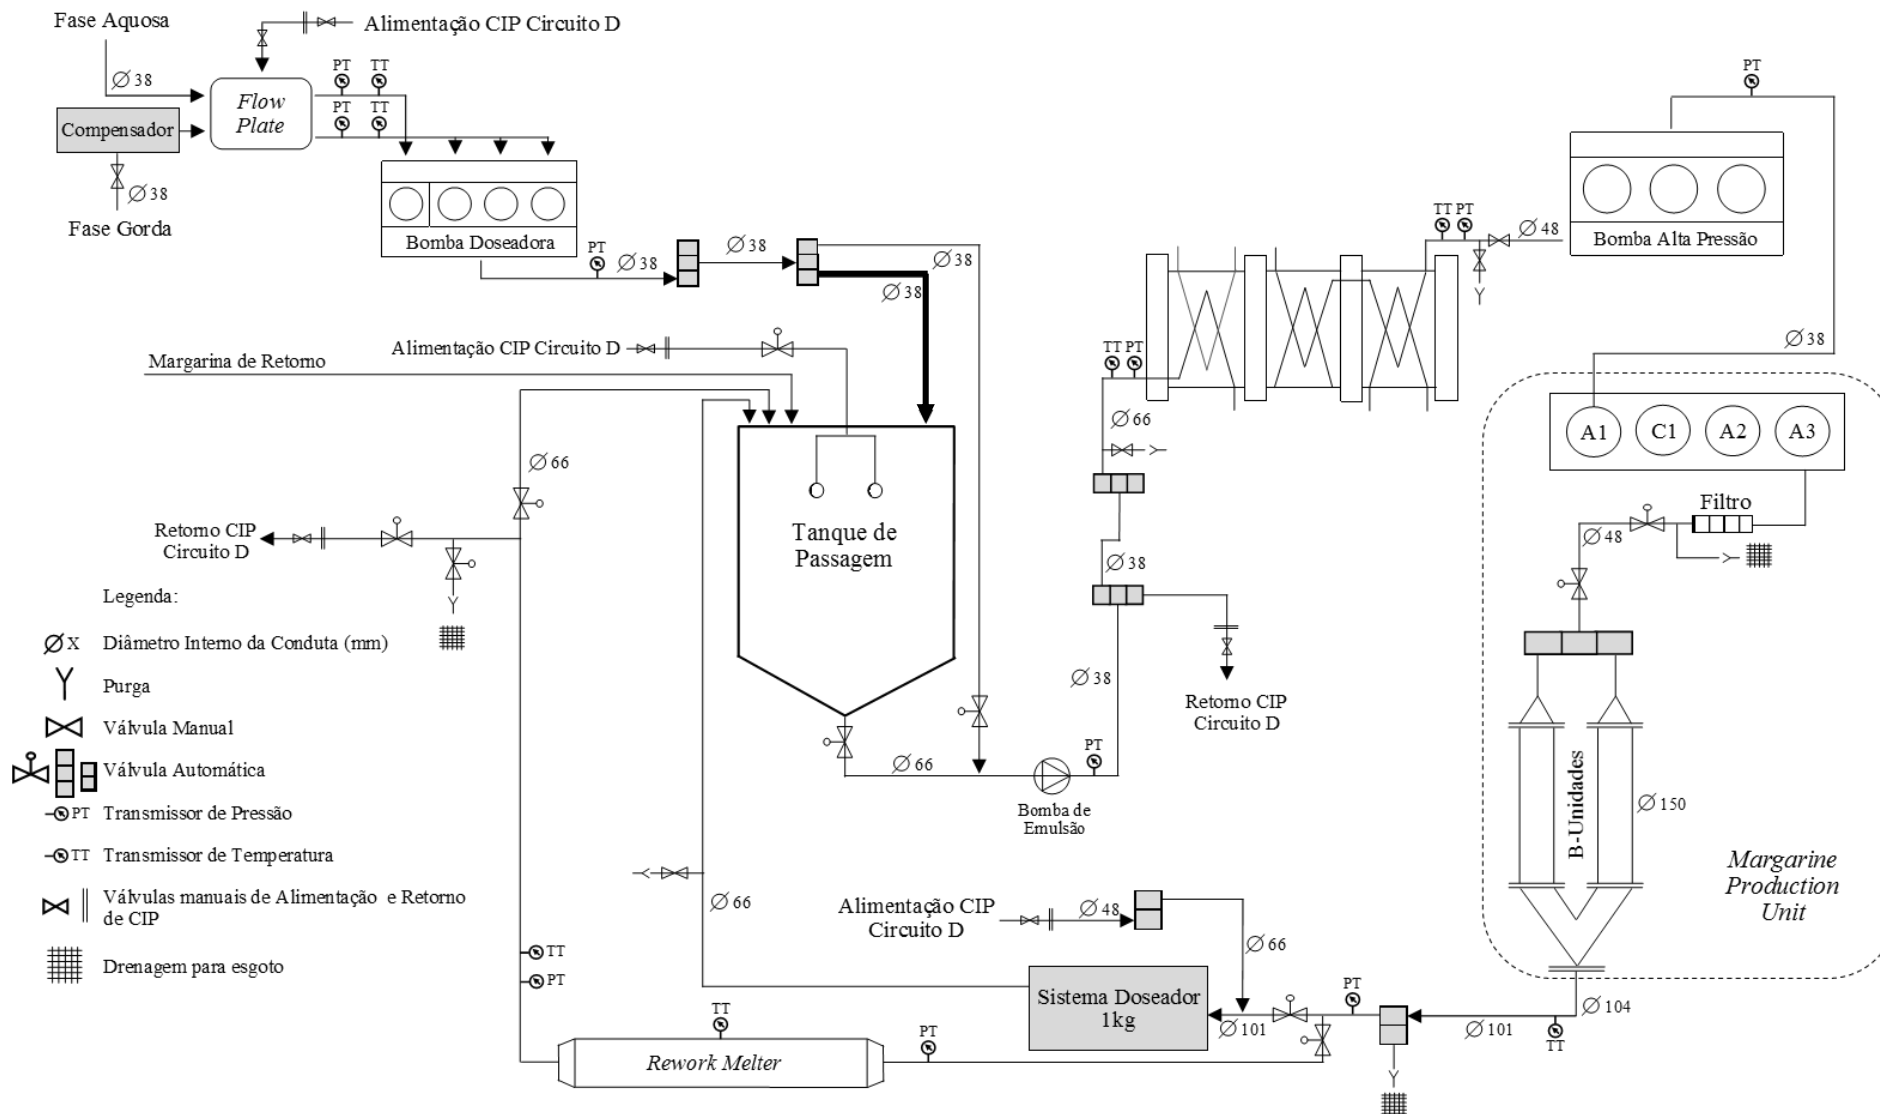 Fase Aquosa
Alimentação CIP Circuito D
∅ 38
PT
TT
Flow
Plate
PT
TT
Compensador
∅ 38
Fase Gorda
Bomba Doseadora
PT
∅ 38
∅ 38
∅ 38
∅ 38
Alimentação CIP Circuito D
Margarina de Retorno
∅ 66
Retorno CIP
Circuito D
Tanque de
Passagem
∅ 66
PT
Bomba de
Emulsão
∅ 38
∅ 38
Retorno CIP
Circuito D
∅ 66
TT PT
TT PT
∅ 48
PT
Bomba Alta Pressão
∅ 38
A1
C1
A2
A3
Filtro
∅ 48
B-Unidades
∅ 150
Margarine
Production
Unit
∅ 104
∅ 101
TT
PT
∅ 101
Sistema Doseador
1kg
∅ 66
Alimentação CIP
Circuito D
∅ 48
∅ 66
TT
PT
TT
PT
Rework Melter
Legenda:
∅ X Diâmetro Interno da Conduta (mm)
Purga
Válvula Manual
Válvula Automática
PT Transmissor de Pressão
TT Transmissor de Temperatura
Válvulas manuais de Alimentação e Retorno
de CIP
Drenagem para esgoto